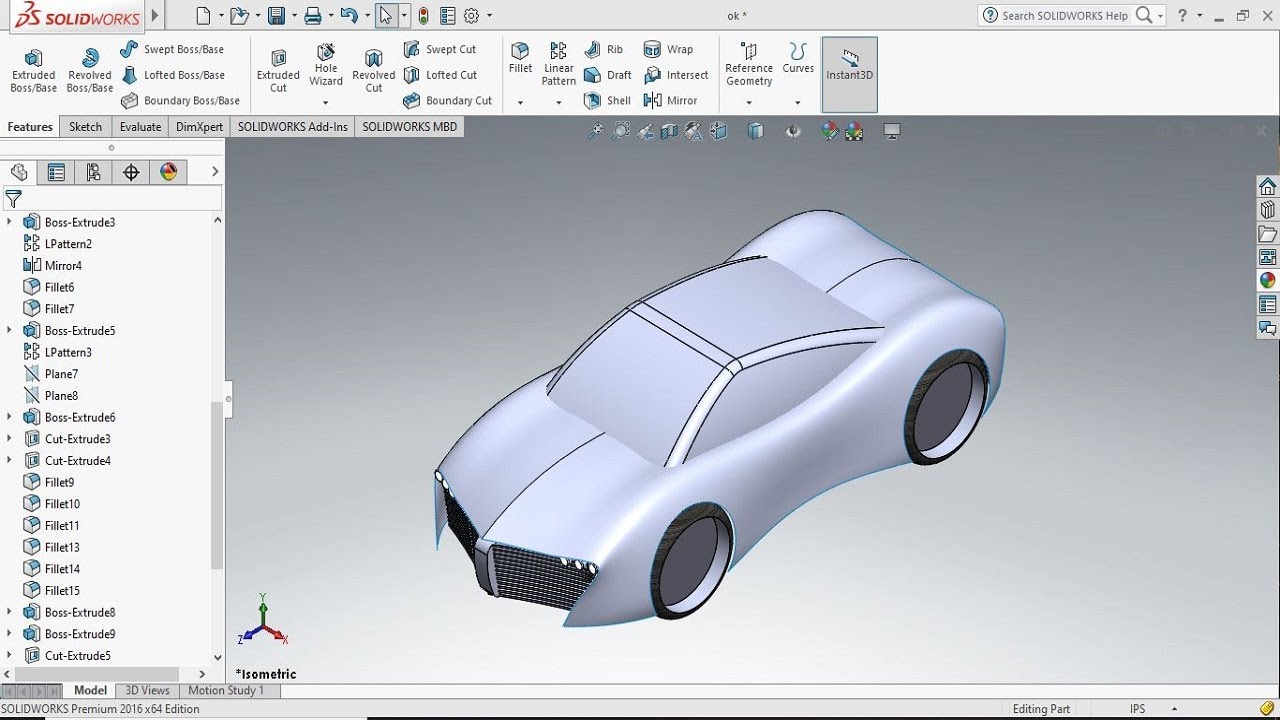 SOLIDWORKS
ok *
Search SOLIDWORKS Help
?
Extruded Boss/Base
Revolved Boss/Base
Swept Boss/Base
Lofted Boss/Base
Boundary Boss/Base
Extruded Cut
Hole Wizard
Revolved Cut
Swept Cut
Lofted Cut
Boundary Cut
Fillet
Linear Pattern
Rib
Draft
Shell
Wrap
Intersect
Mirror
Reference Geometry
Curves
Instant3D
Features
Sketch
Evaluate
DimXpert
SOLIDWORKS Add-Ins
SOLIDWORKS MBD
Boss-Extrude3
LPattern2
Mirror4
Fillet6
Fillet7
Boss-Extrude5
LPattern3
Plane7
Plane8
Boss-Extrude6
Cut-Extrude3
Cut-Extrude4
Fillet9
Fillet10
Fillet11
Fillet13
Fillet14
Fillet15
Boss-Extrude8
Boss-Extrude9
Cut-Extrude5
Y
Z
X
*Isometric
Model
3D Views
Motion Study 1
SOLIDWORKS Premium 2016 x64 Edition
Editing Part
IPS